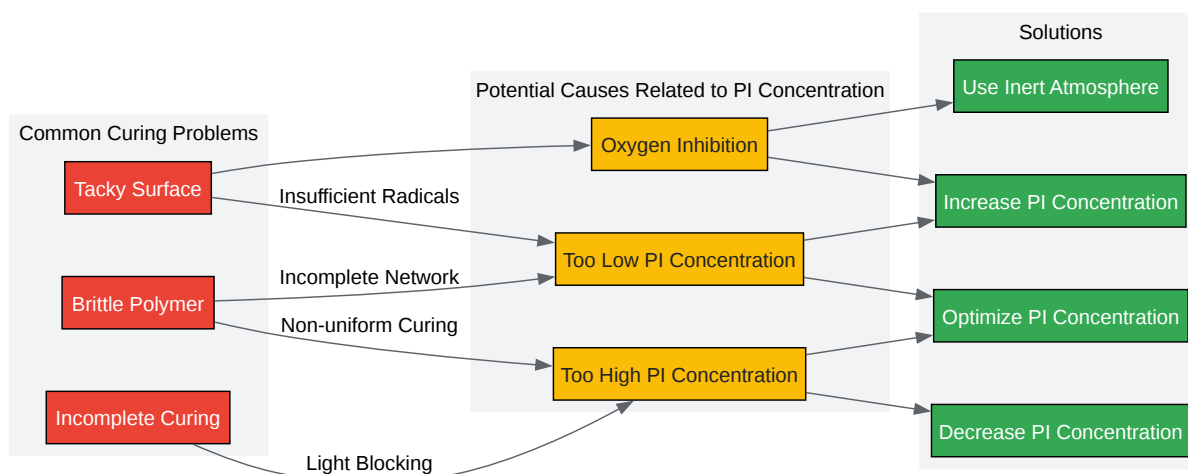 Common Curing Problems
Tacky Surface
Brittle Polymer
Incomplete Curing
Insufficient Radicals
Incomplete Network
Non-uniform Curing
Light Blocking
Potential Causes Related to PI Concentration
Oxygen Inhibition
Too Low PI Concentration
Too High PI Concentration
Solutions
Use Inert Atmosphere
Increase PI Concentration
Optimize PI Concentration
Decrease PI Concentration